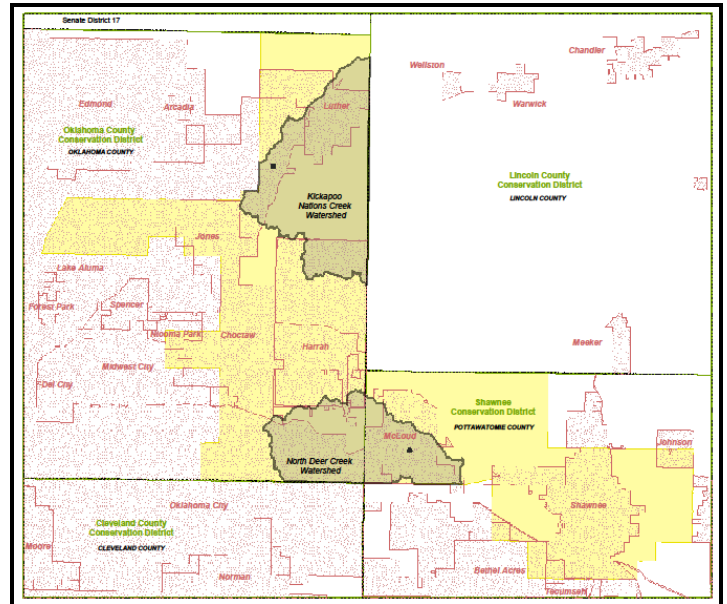 Senate District 17
Chandler
Wellston
Edmond
Arcadia
Luther
Warwick
Oklahoma County
Conservation District
OKLAHOMA COUNTY
Lincoln County
Conservation District
LINCOLN COUNTY
Kickapoo
Nations Creek
Watershed
Jones
Lake Aluma
Forest Park
Spencer
Nicoma Park
Choctaw
Harrah
Meeker
Midwest City
Del City
Shawnee
Conservation District
POTTAWATOMIE COUNTY
McLoud
Johnson
North Deer Creek
Watershed
Oklahoma City
Shawnee
Cleveland County
Conservation District
CLEVELAND COUNTY
Moore
Norman
Bethel Acres
Tecumseh